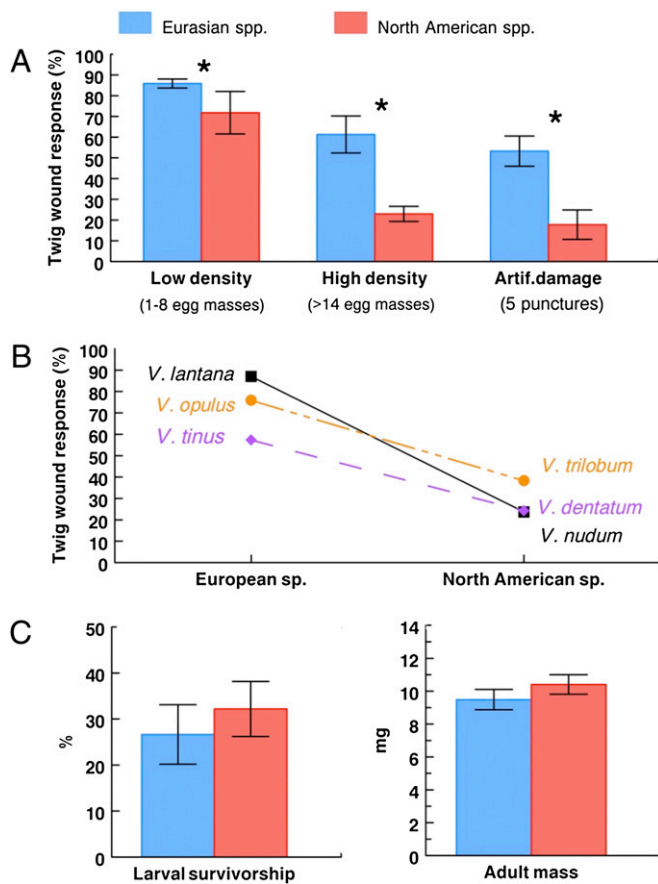 Eurasian spp. North American spp.
A
Twig wound response (%)
100
90
80
70
60
50
40
30
20
10
0
* * *
Low density High density Artif.damage
(1-8 egg masses) (>14 egg masses) (5 punctures)
B
Twig wound response (%)
100
90
80
70
60
50
40
30
20
10
0
V. lantana
V. opulus
V. tinus
V. trilobum
V. dentatum
V. nudum
European sp. North American sp.
C
%
50
40
30
20
10
0
Larval survivorship
mg
14
12
10
8
6
4
2
0
Adult mass